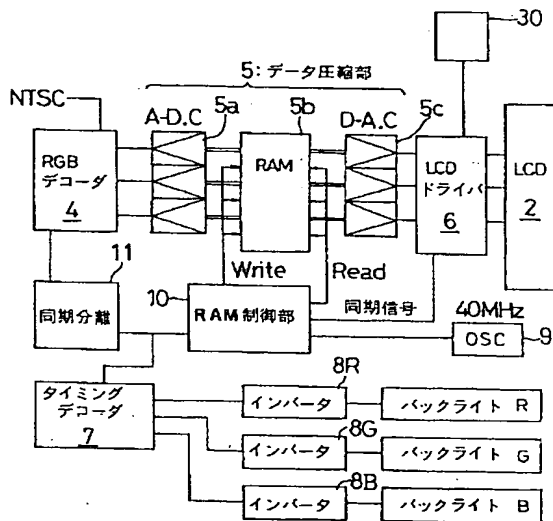 30
5:データ圧縮部
NTSC
A-D.C
5a
5b
D-A.C
5c
RGB
デコーダ
4
RAM
LCD
ドライバ
6
LCD
2
11
同期分離
Write
Read
10
RAM制御部
同期信号
40MHz
OSC
9
タイミング
デコーダ
7
8R
インバータ
バックライト R
8G
インバータ
バックライト G
8B
インバータ
バックライト B